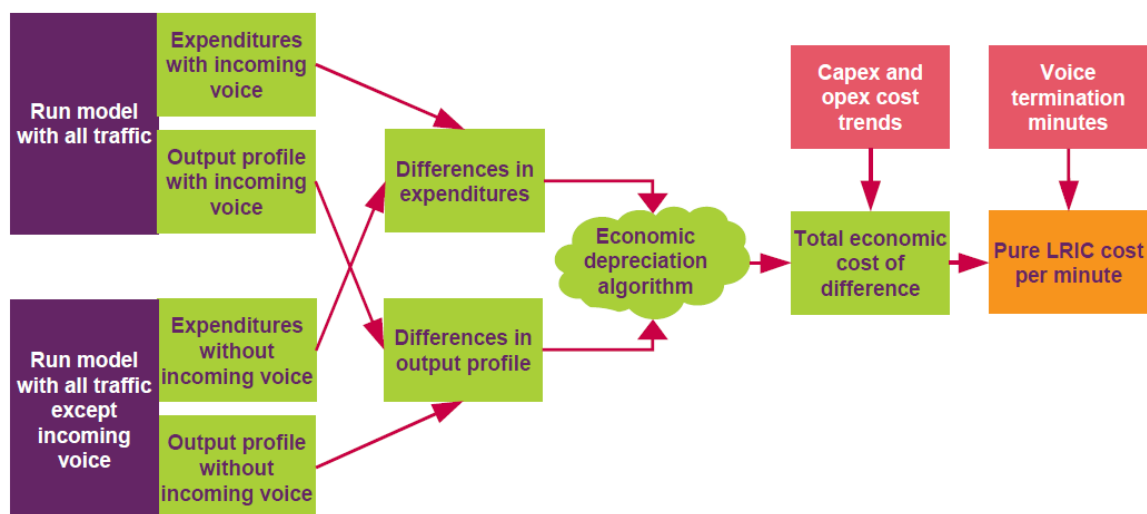 Run model
with all traffic
Expenditures
with incoming
voice
Output profile
with incoming
voice
Run model
with all traffic
except
incoming
voice
Expenditures
without
incoming voice
Output profile
without
incoming voice
Differences in
expenditures
Differences in
output profile
Economic
depreciation
algorithm
Capex and
opex cost
trends
Total economic
cost of
difference
Voice
termination
minutes
Pure LRIC cost
per minute